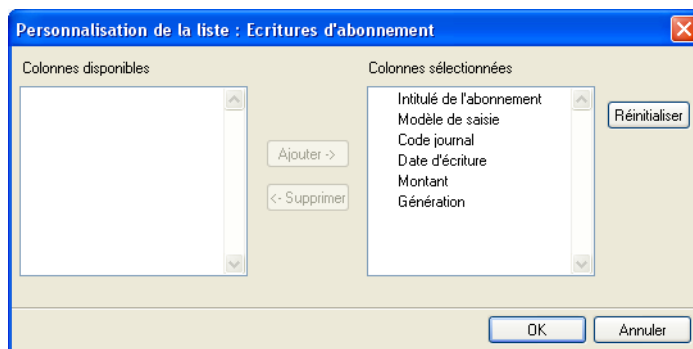 Personnalisation de la liste : Ecritures d'abonnement
Colonnes disponibles
Colonnes sélectionnées
Intitulé de l'abonnement
Modèle de saisie
Code journal
Date d'écriture
Montant
Génération
Ajouter ->
<- Supprimer
Réinitialiser
OK
Annuler